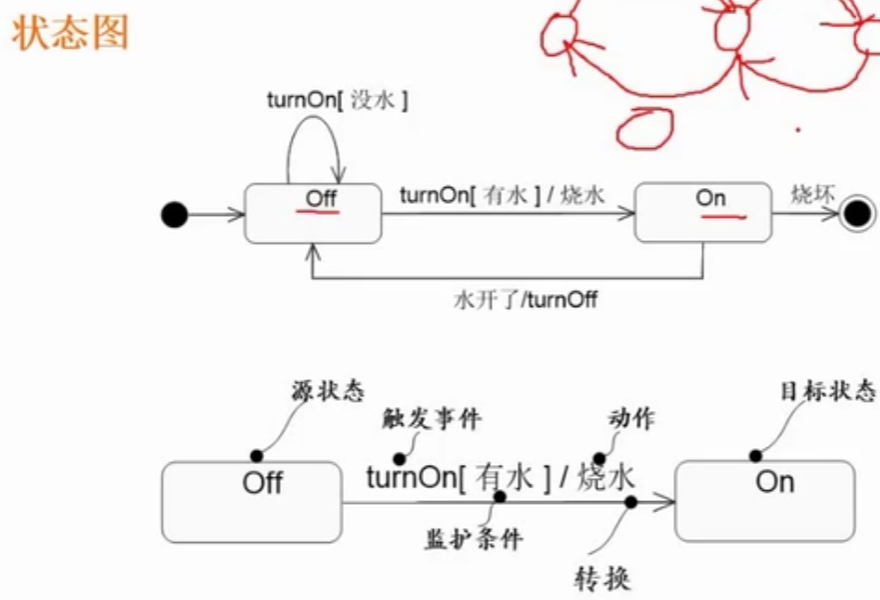 状态图
turnOn[ 没水 ]
Off
turnOn[ 有水 ] / 烧水
On
烧坏
水开了/turnOff
源状态
目标状态
触发事件
动作
Off
turnOn[ 有水 ] / 烧水
On
监护条件
转换